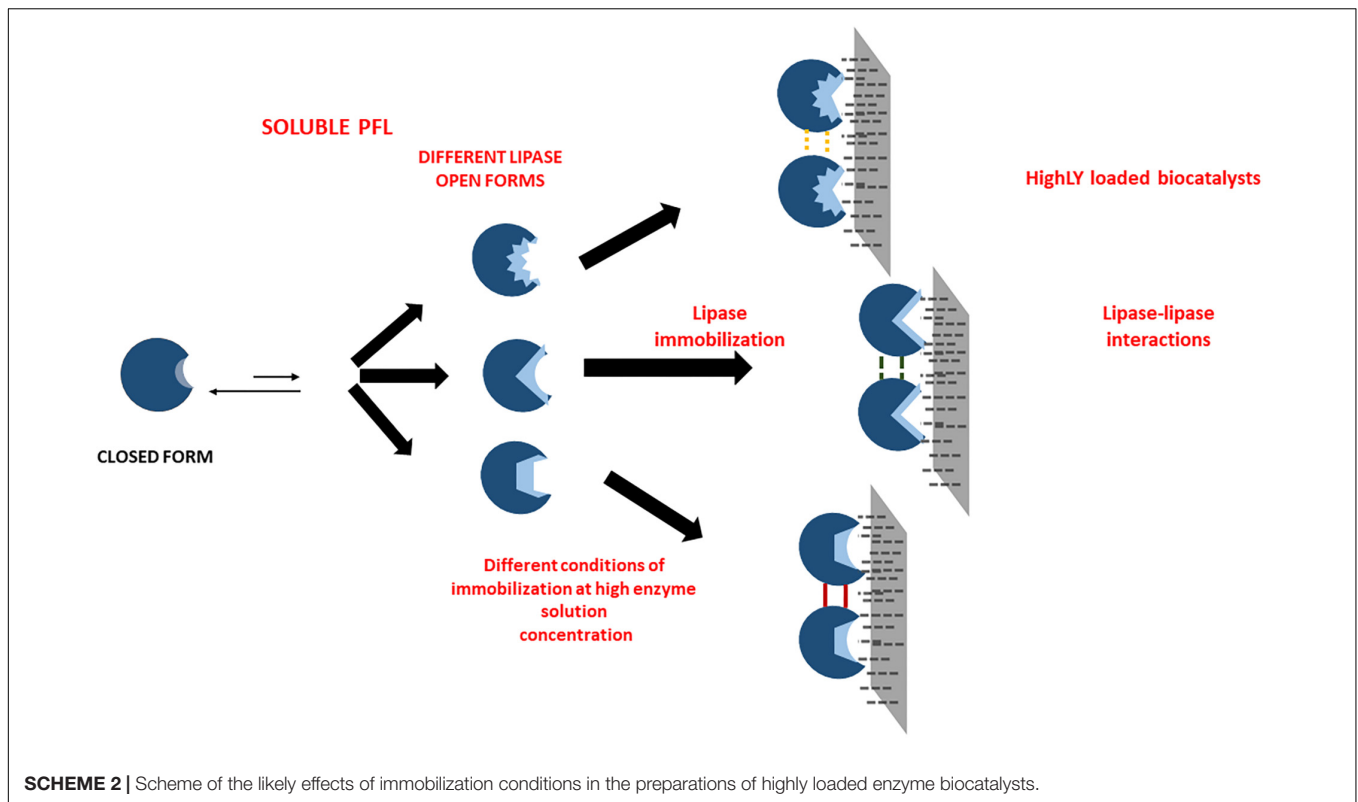 SOLUBLE PFL
DIFFERENT LIPASE
OPEN FORMS
HighLY loaded biocatalysts
Lipase
immobilization
Lipase-lipase
interactions
CLOSED FORM
Different conditions of
immobilization at high enzyme
solution
concentration
SCHEME 2 | Scheme of the likely effects of immobilization conditions in the preparations of highly loaded enzyme biocatalysts.